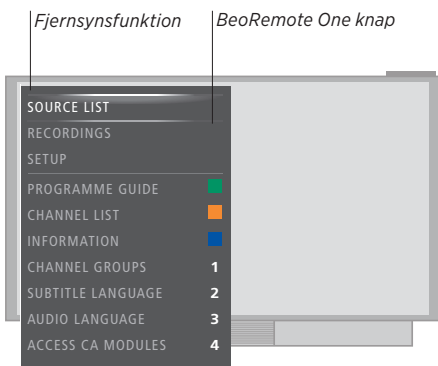 Fjernsynsfunktion
BeoRemote One knap
SOURCE LIST
RECORDINGS
SETUP
PROGRAMME GUIDE
CHANNEL LIST
INFORMATION
CHANNEL GROUPS 1
SUBTITLE LANGUAGE 2
AUDIO LANGUAGE 3
ACCESS CA MODULES 4